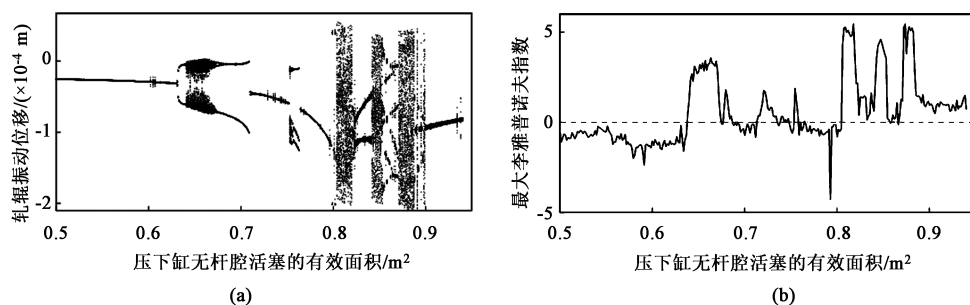 轧辊振动位移/(×10⁻⁴ m)
0
-1
-2
0.5 0.6 0.7 0.8 0.9
压下缸无杆腔活塞的有效面积/m²
(a)
最大李雅普诺夫指数
5
0
-5
0.5 0.6 0.7 0.8 0.9
压下缸无杆腔活塞的有效面积/m²
(b)